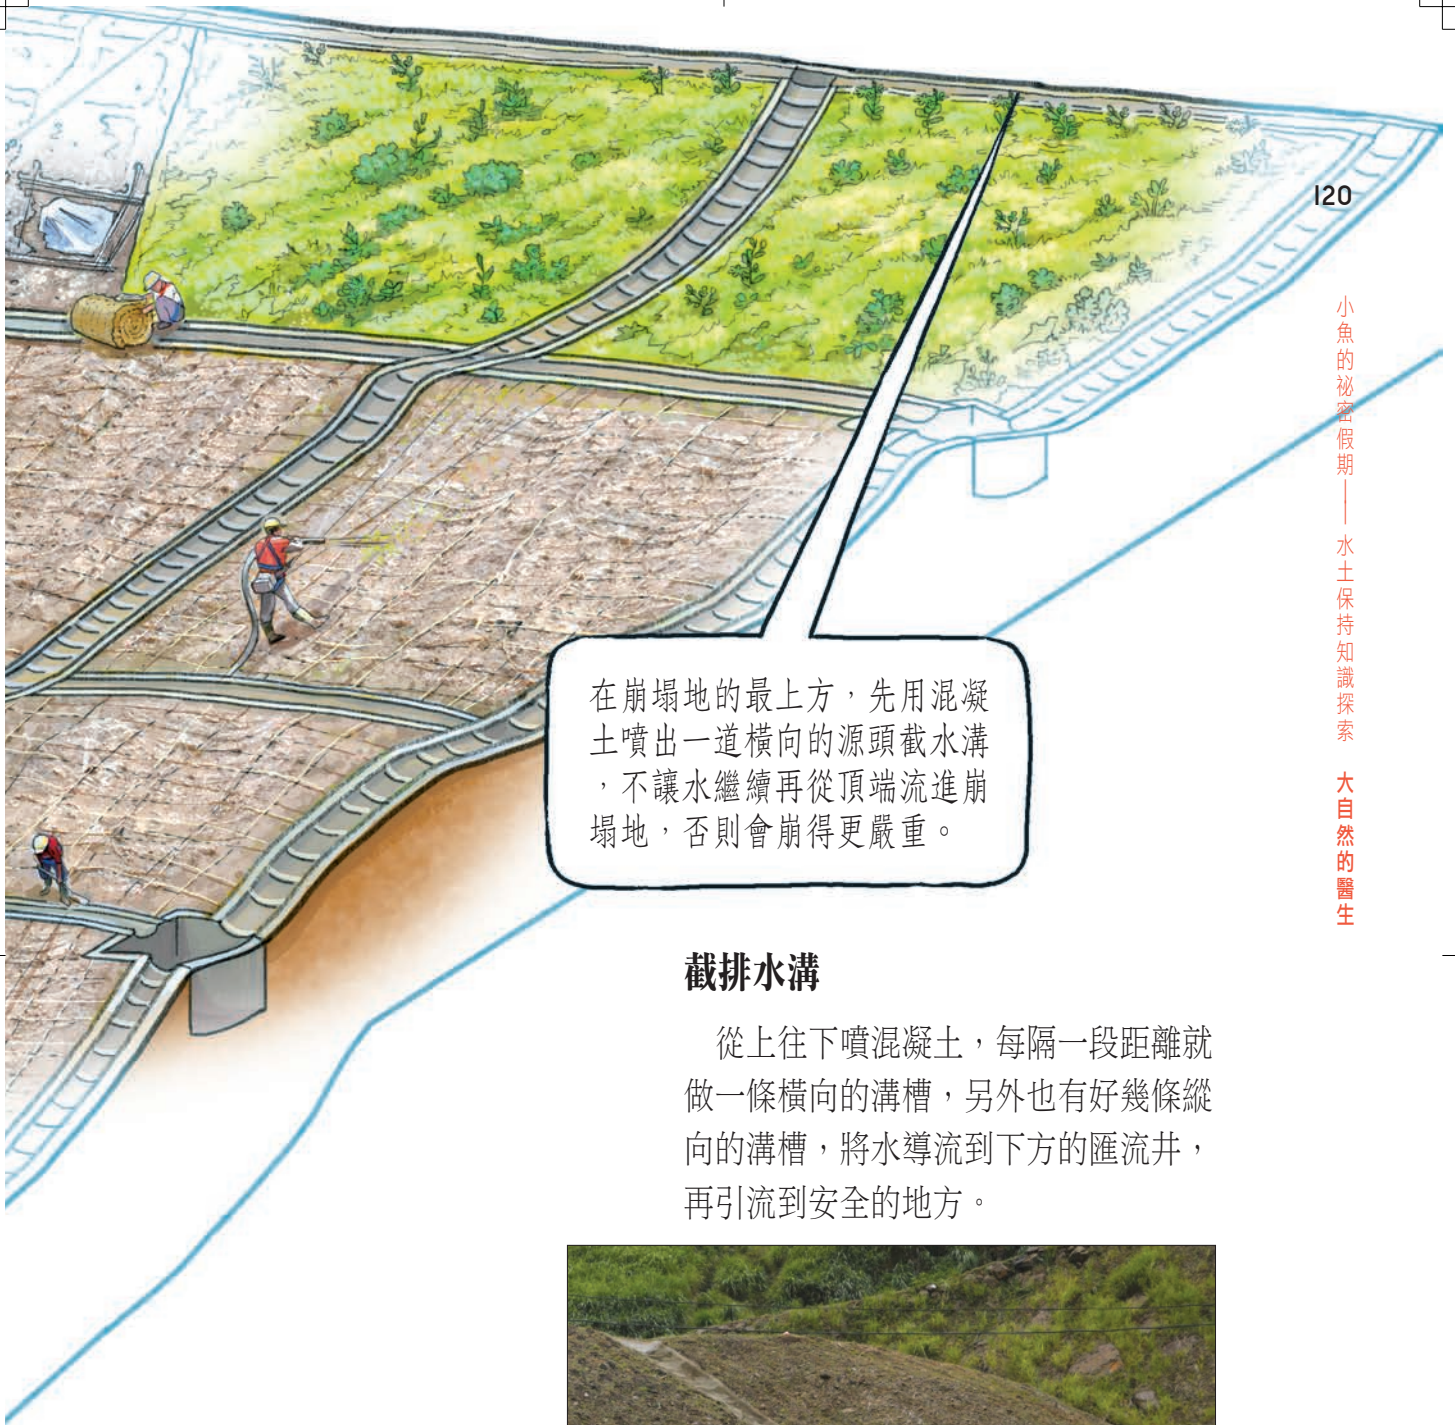 120
小魚的祕密假期——水土保持知識探索 大自然的醫生
在崩塌地的最上方，先用混凝
土噴出一道橫向的源頭截水溝
，不讓水繼續再從頂端流進崩
塌地，否則會崩得更嚴重。
截排水溝
從上往下噴混凝土，每隔一段距離就
做一條橫向的溝槽，另外也有好幾條縱
向的溝槽，將水導流到下方的匯流井，
再引流到安全的地方。